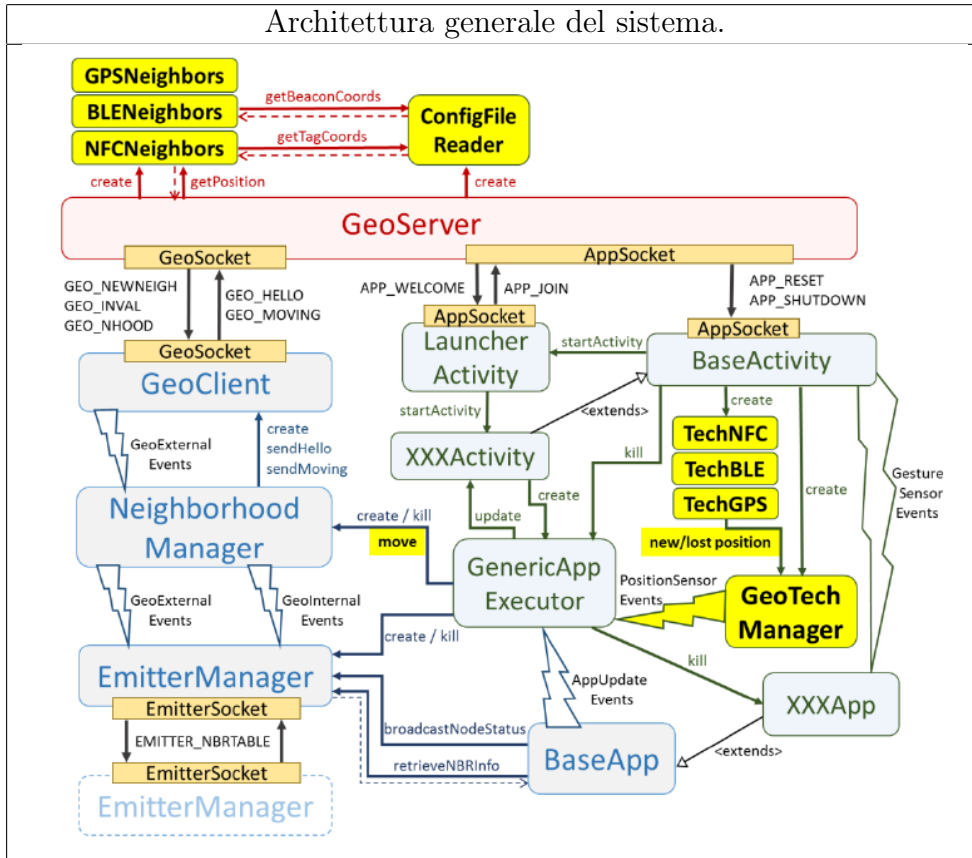 Architettura generale del sistema.
GPSNeighbors
BLENeighbors
NFCNeighbors
getBeaconCoords
getTagCoords
ConfigFile
Reader
create
getPosition
create
GeoServer
GeoSocket
AppSocket
GEO_NEWNEIGH
GEO_INVAL
GEO_NHOOD
GEO_HELLO
GEO_MOVING
APP_WELCOME
APP_JOIN
APP_RESET
APP_SHUTDOWN
GeoSocket
GeoClient
AppSocket
Launcher
Activity
startActivity
AppSocket
BaseActivity
GeoExternal
Events
create
sendHello
sendMoving
startActivity
<extends>
create
XXXActivity
kill
TechNFC
TechBLE
TechGPS
create
Gesture
Sensor
Events
Neighborhood
Manager
create / kill
move
update
create
new/lost position
GenericApp
Executor
PositionSensor
Events
GeoTech
Manager
GeoExternal
Events
GeoInternal
Events
create / kill
kill
EmitterManager
EmitterSocket
AppUpdate
Events
XXXApp
EMITTER_NBRTABLE
broadcastNodeStatus
retrieveNBRInfo
BaseApp
<extends>
EmitterSocket
EmitterManager